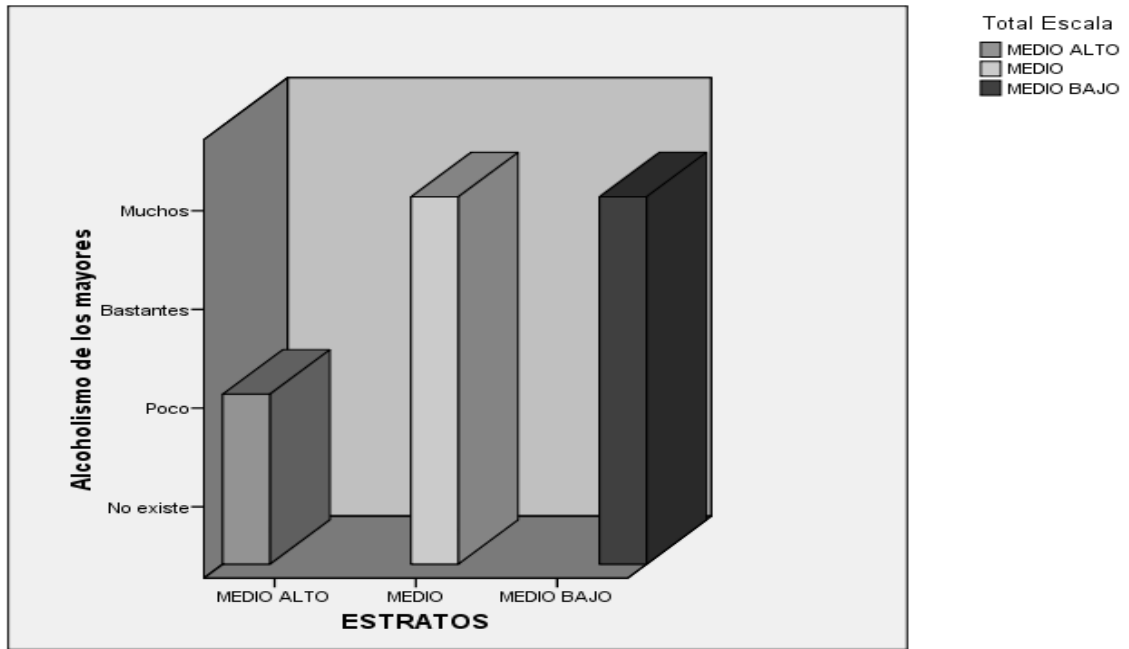 Total Escala
MEDIO ALTO
MEDIO
MEDIO BAJO
Alcoholismo de los mayores
Muchos
Bastantes
Poco
No existe
MEDIO ALTO MEDIO MEDIO BAJO
ESTRATOS